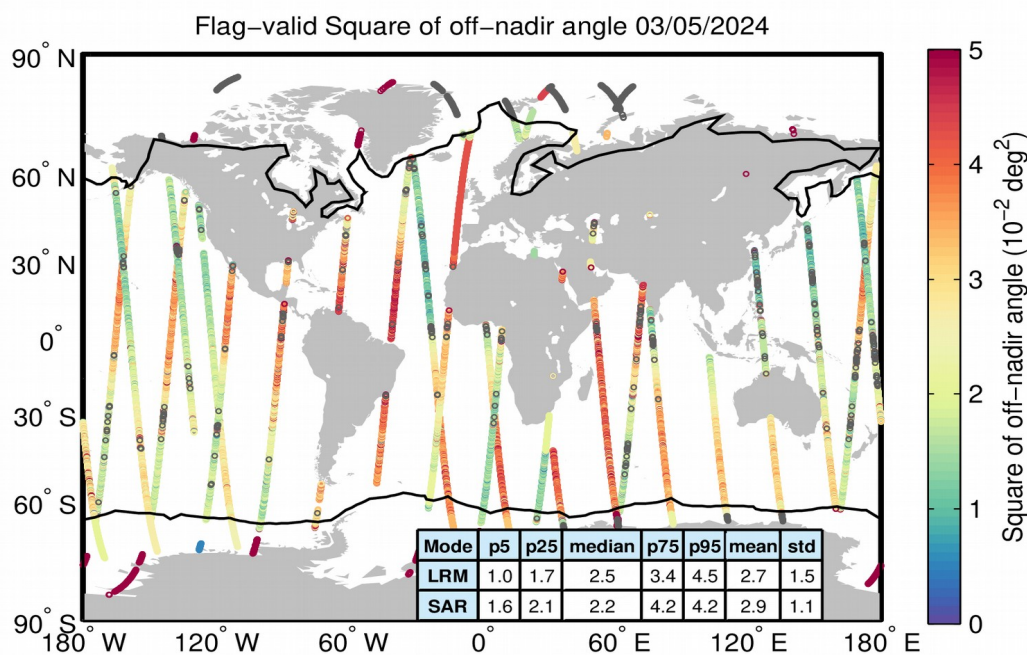 Flag−valid Square of off−nadir angle 03/05/2024
90° N
60° N
30° N
0°
30° S
60° S
90° S
180° W
120° W
60° W
0°
60° E
120° E
180° E
Mode p5 p25 median p75 p95 mean std
LRM 1.0 1.7 2.5 3.4 4.5 2.7 1.5
SAR 1.6 2.1 2.2 4.2 4.2 2.9 1.1
5
4
3
2
1
0
Square of off−nadir angle (10⁻² deg²)